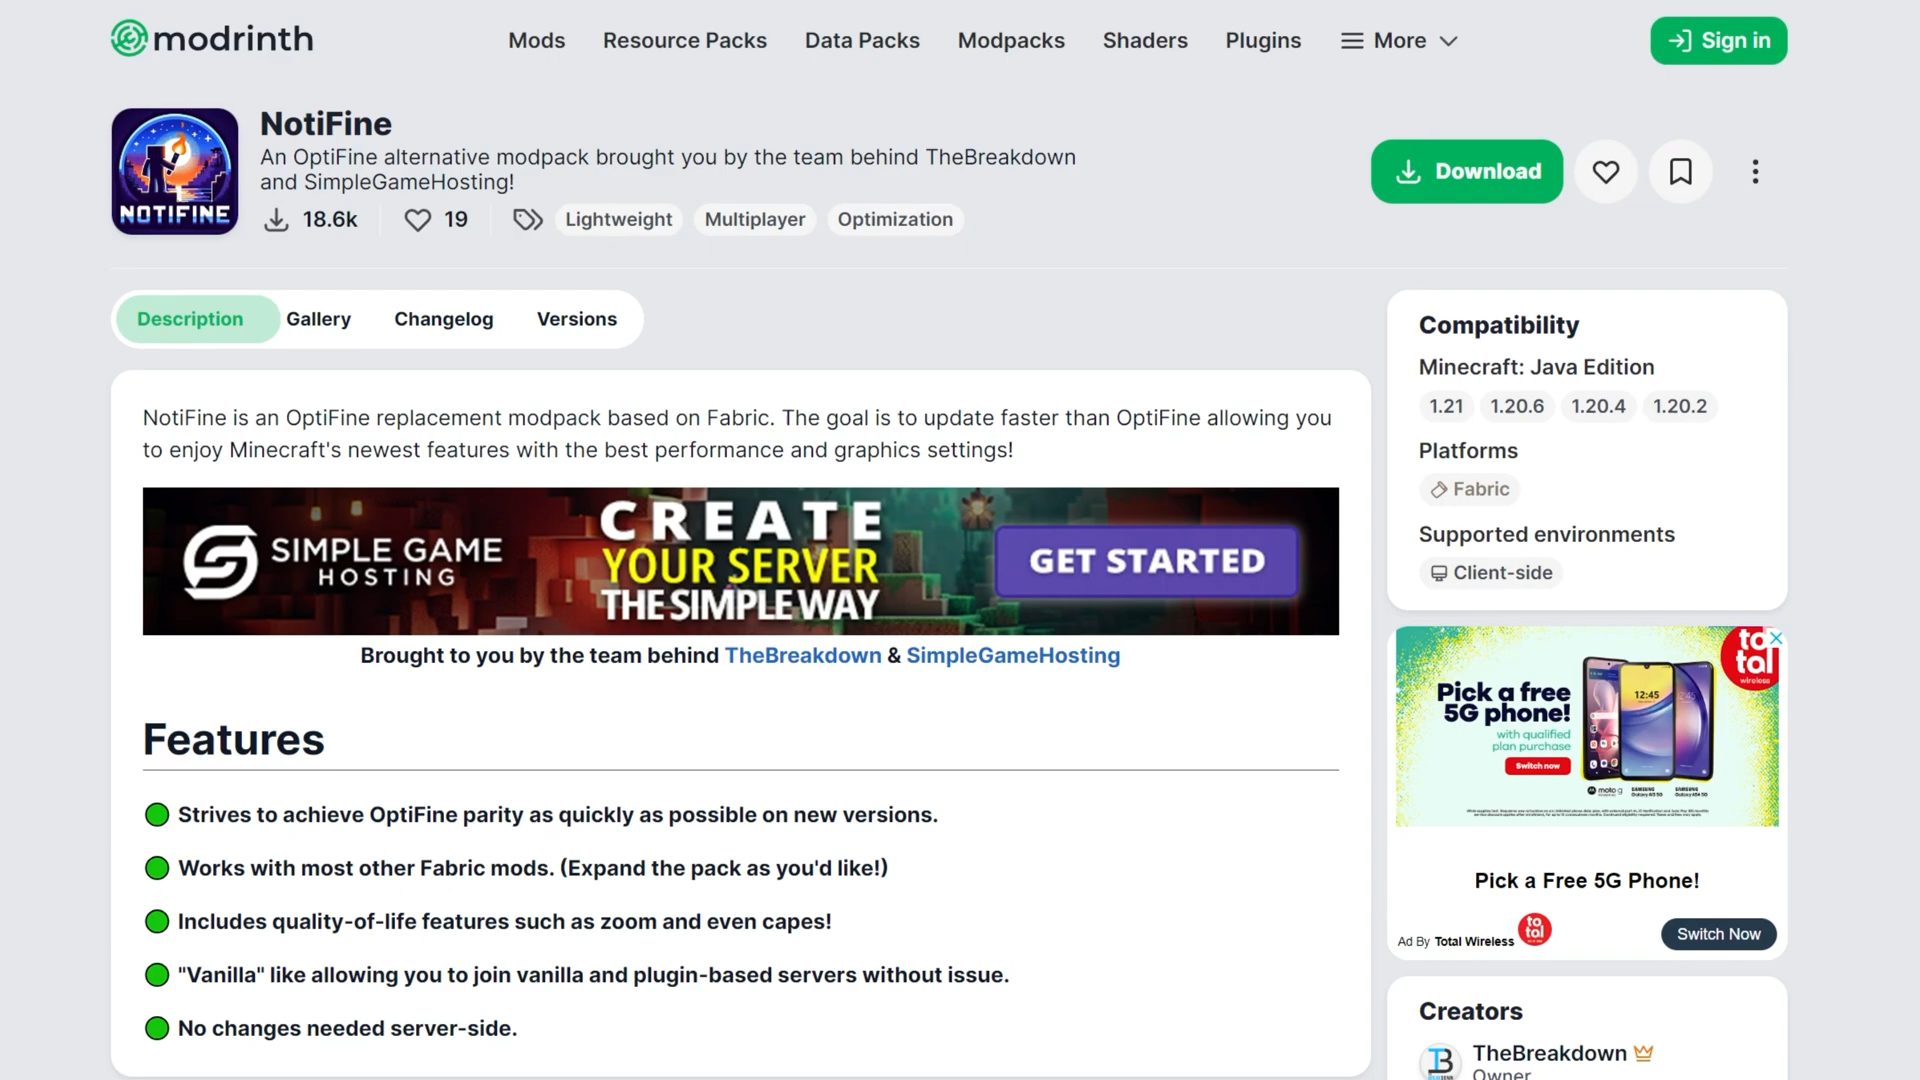 modrinth
Mods
Resource Packs
Data Packs
Modpacks
Shaders
Plugins
More
Sign in
NOTIFINE
NotiFine
An OptiFine alternative modpack brought you by the team behind TheBreakdown
and SimpleGameHosting!
18.6k
19
Lightweight
Multiplayer
Optimization
Download
Description
Gallery
Changelog
Versions
NotiFine is an OptiFine replacement modpack based on Fabric. The goal is to update faster than OptiFine allowing you
to enjoy Minecraft's newest features with the best performance and graphics settings!
SIMPLE GAME
HOSTING
CREATE
YOUR SERVER
THE SIMPLE WAY
GET STARTED
Brought to you by the team behind TheBreakdown & SimpleGameHosting
Features
Strives to achieve OptiFine parity as quickly as possible on new versions.
Works with most other Fabric mods. (Expand the pack as you'd like!)
Includes quality-of-life features such as zoom and even capes!
"Vanilla" like allowing you to join vanilla and plugin-based servers without issue.
No changes needed server-side.
Compatibility
Minecraft: Java Edition
1.21
1.20.6
1.20.4
1.20.2
Platforms
Fabric
Supported environments
Client-side
total
wireless
Pick a free
5G phone!
with qualified
plan purchase
Switch now
12:45
moto g
SAMSUNG
SAMSUNG
Pick a Free 5G Phone!
Ad By Total Wireless
total
Switch Now
Creators
TheBreakdown
Owner